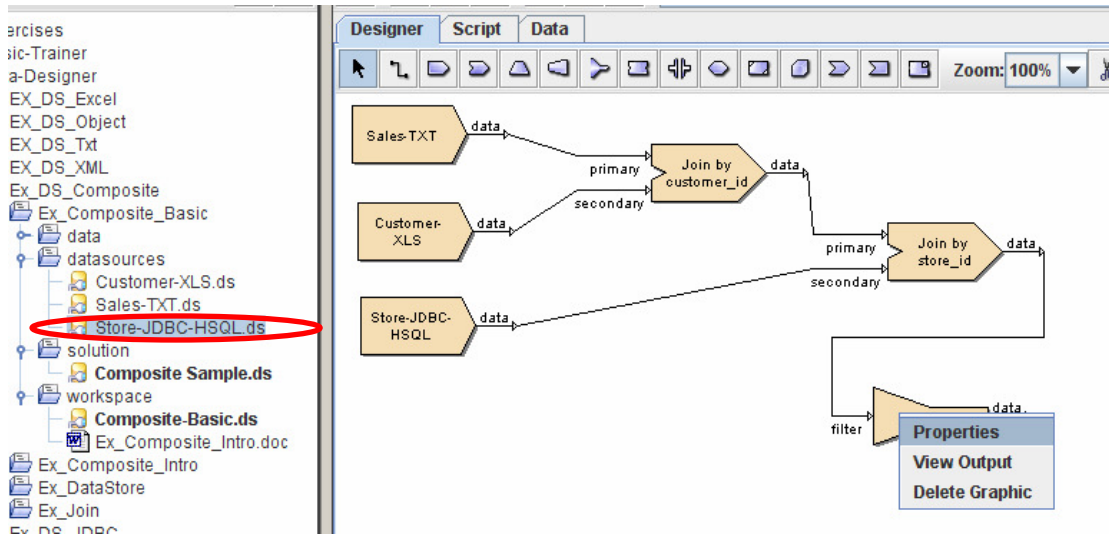 ercises
sic-Trainer
a-Designer
EX_DS_Excel
EX_DS_Object
EX_DS_Txt
EX_DS_XML
Ex_DS_Composite
Ex_Composite_Basic
data
datasources
Customer-XLS.ds
Sales-TXT.ds
Store-JDBC-HSQL.ds
solution
Composite Sample.ds
workspace
Composite-Basic.ds
Ex_Composite_Intro.doc
Ex_Composite_Intro
Ex_DataStore
Ex_Join
Ex_DS_JDBC
Designer Script Data
Zoom: 100%
Sales-TXT
data
primary
Join by
customer_id
data
secondary
Customer-
XLS
data
primary
Join by
store_id
data
secondary
Store-JDBC-
HSQL
data
data
filter
Properties
View Output
Delete Graphic